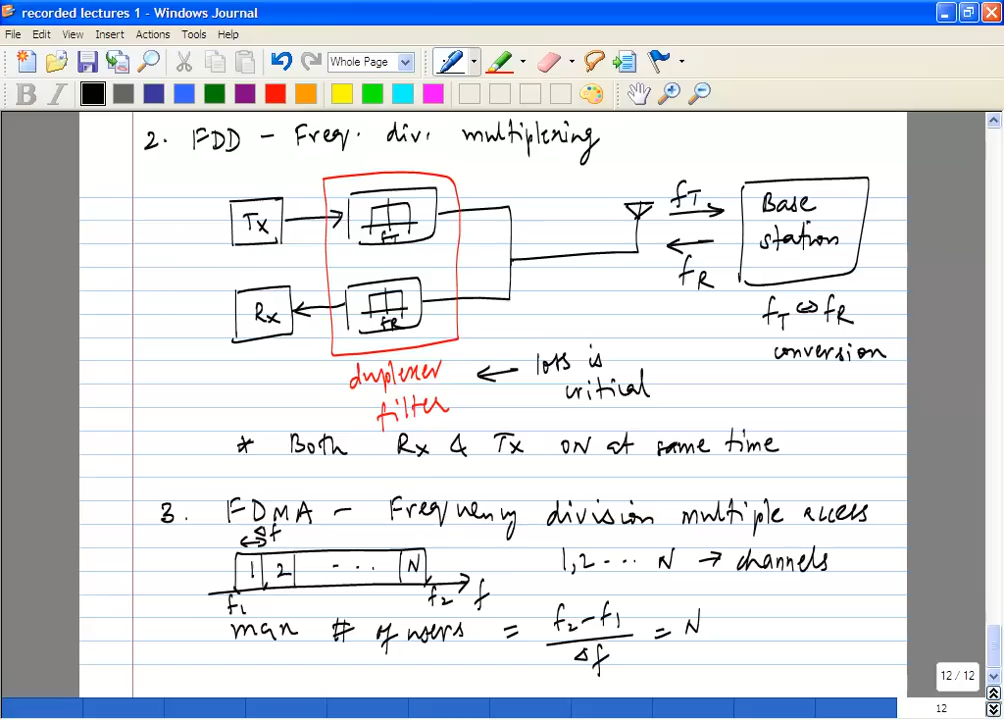 recorded lectures 1 - Windows Journal
File Edit View Insert Actions Tools Help
Whole Page
B I
2. FDD - Freq. div. multiplexing
Tx
fT
Rx
fR
fT
fR
Base
station
fT ⇔ fR
conversion
duplexer
filter
← loss is
critical
* Both Rx & Tx ON at same time
3. FDMA - Frequency division multiple access
Δf
1 2 - ... N
f1 f2 f
1,2 ... N → channels
max # of users = f2-f1 / Δf = N
12 / 12
12